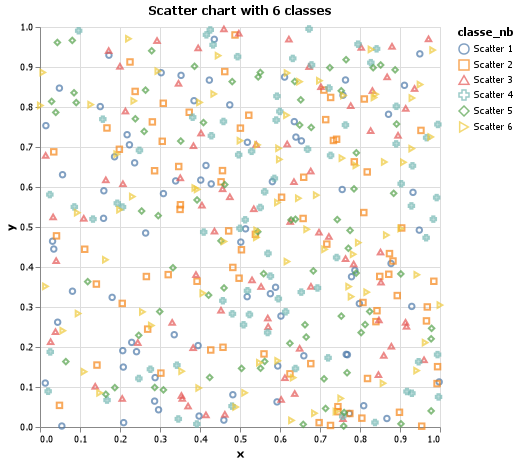 Scatter chart with 6 classes
1.0
0.9
0.8
0.7
0.6
0.5
0.4
0.3
0.2
0.1
0.0
y
0.0 0.1 0.2 0.3 0.4 0.5 0.6 0.7 0.8 0.9 1.0
x
classe_nb
Scatter 1
Scatter 2
Scatter 3
Scatter 4
Scatter 5
Scatter 6